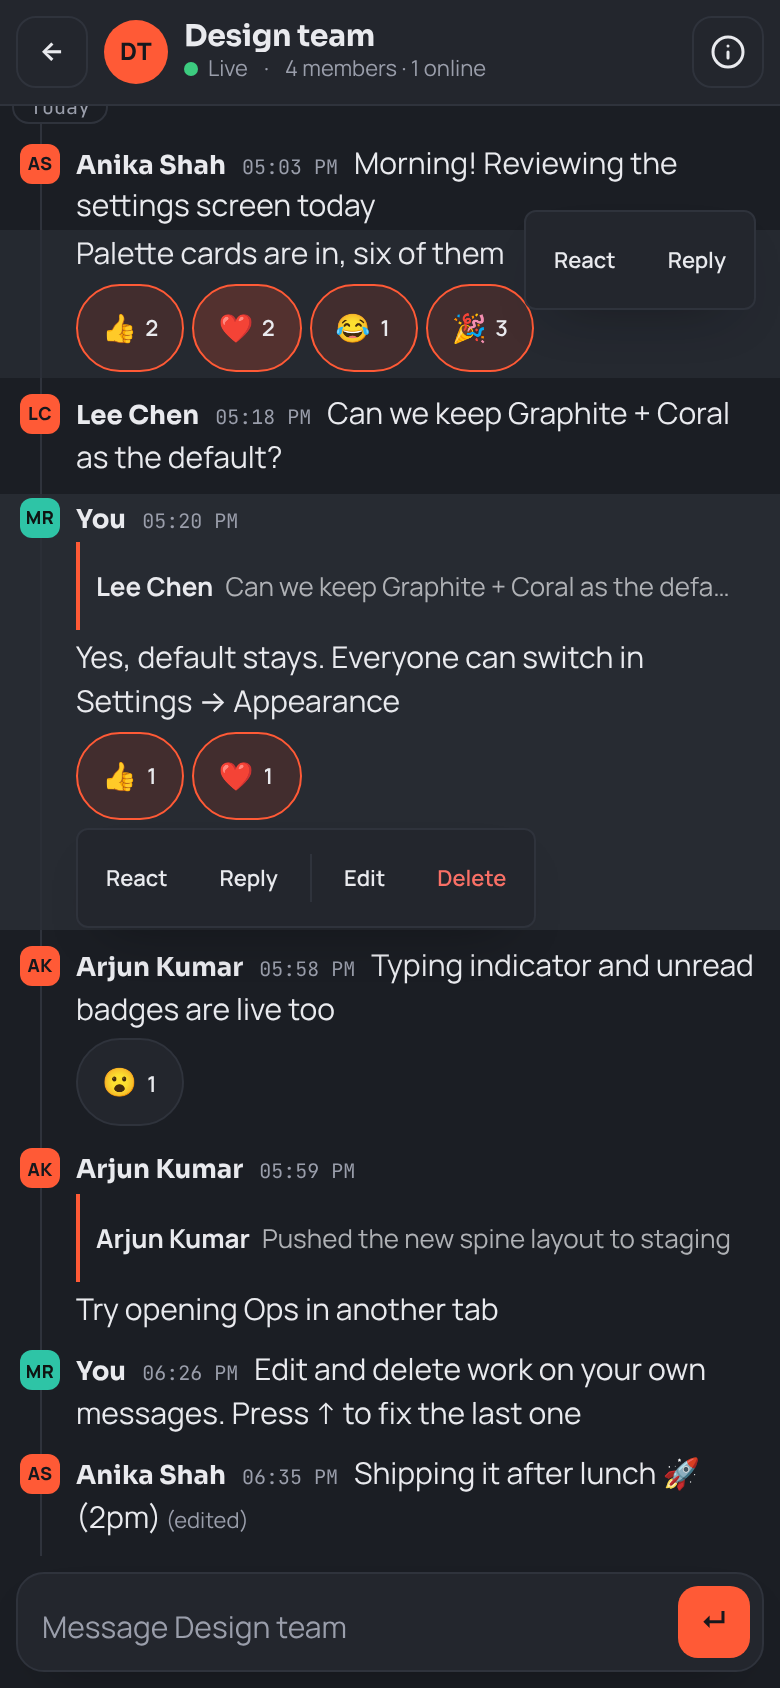 DT
Design team
Live · 4 members · 1 online
Today
AS Anika Shah 05:03 PM Morning! Reviewing the
settings screen today
Palette cards are in, six of them
React Reply
👍 2 ❤️ 2 😂 1 🎉 3
LC Lee Chen 05:18 PM Can we keep Graphite + Coral
as the default?
MR You 05:20 PM
Lee Chen Can we keep Graphite + Coral as the defa...
Yes, default stays. Everyone can switch in
Settings → Appearance
👍 1 ❤️ 1
React Reply Edit Delete
AK Arjun Kumar 05:58 PM Typing indicator and unread
badges are live too
😮 1
AK Arjun Kumar 05:59 PM
Arjun Kumar Pushed the new spine layout to staging
Try opening Ops in another tab
MR You 06:26 PM Edit and delete work on your own
messages. Press ↑ to fix the last one
AS Anika Shah 06:35 PM Shipping it after lunch 🚀
(2pm) (edited)
Message Design team